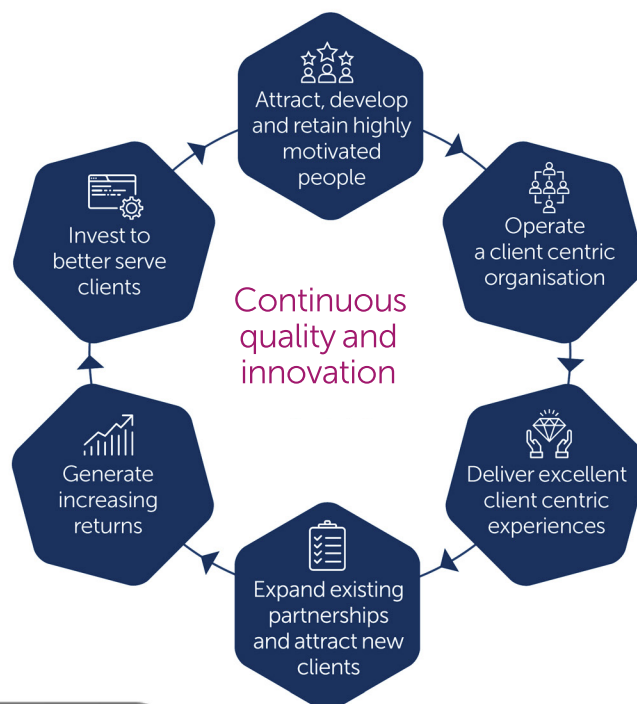 Attract, develop
and retain highly
motivated
people
Operate
a client centric
organisation
Deliver excellent
client centric
experiences
Expand existing
partnerships
and attract new
clients
Generate
increasing
returns
Invest to
better serve
clients
Continuous
quality and
innovation